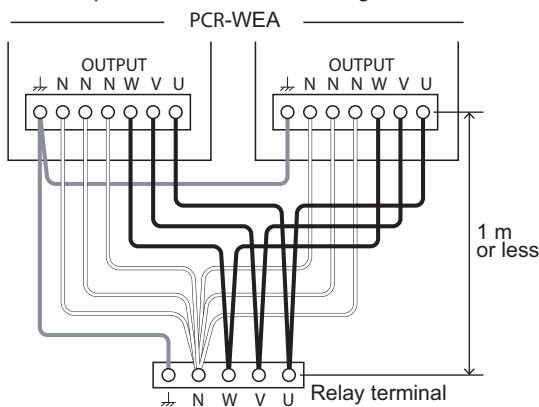 PCR-WEA
OUTPUT
N N N W V U
OUTPUT
N N N W V U
1 m
or less
Relay terminal
N W V U